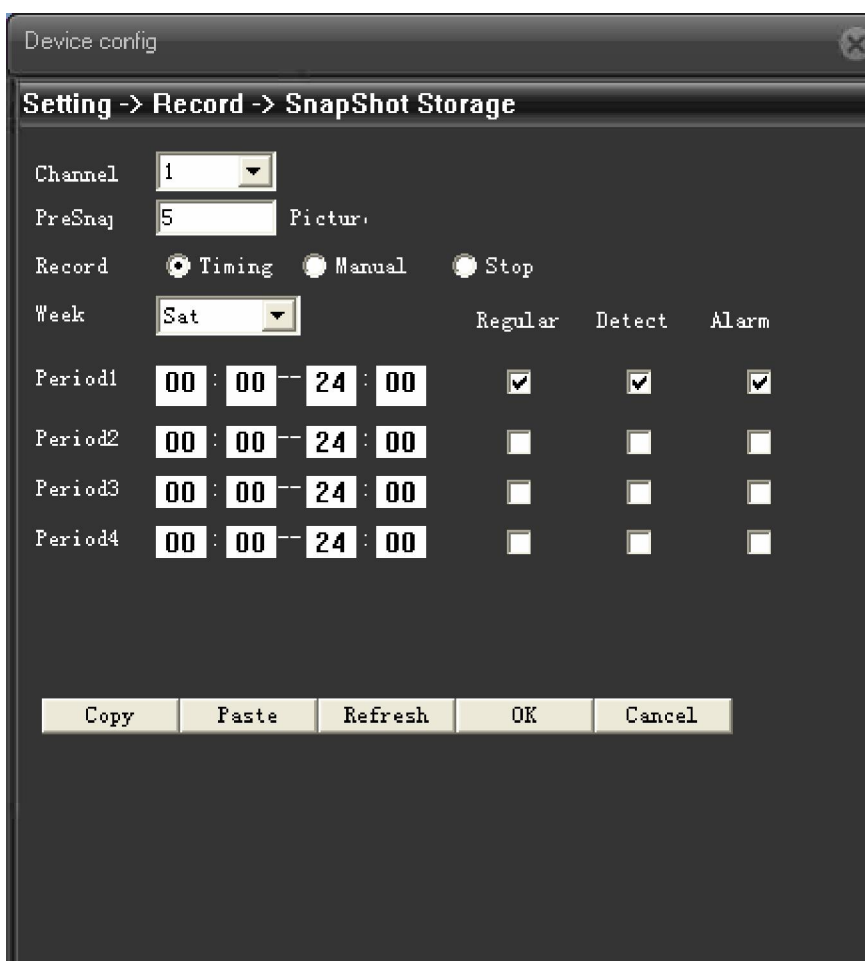 Device config
Setting -> Record -> SnapShot Storage
Channel 1
PreSnap 5 Pictur
Record Timing Manual Stop
Week Sat Regular Detect Alarm
Period1 00 : 00 -- 24 : 00
Period2 00 : 00 -- 24 : 00
Period3 00 : 00 -- 24 : 00
Period4 00 : 00 -- 24 : 00
Copy Paste Refresh OK Cancel